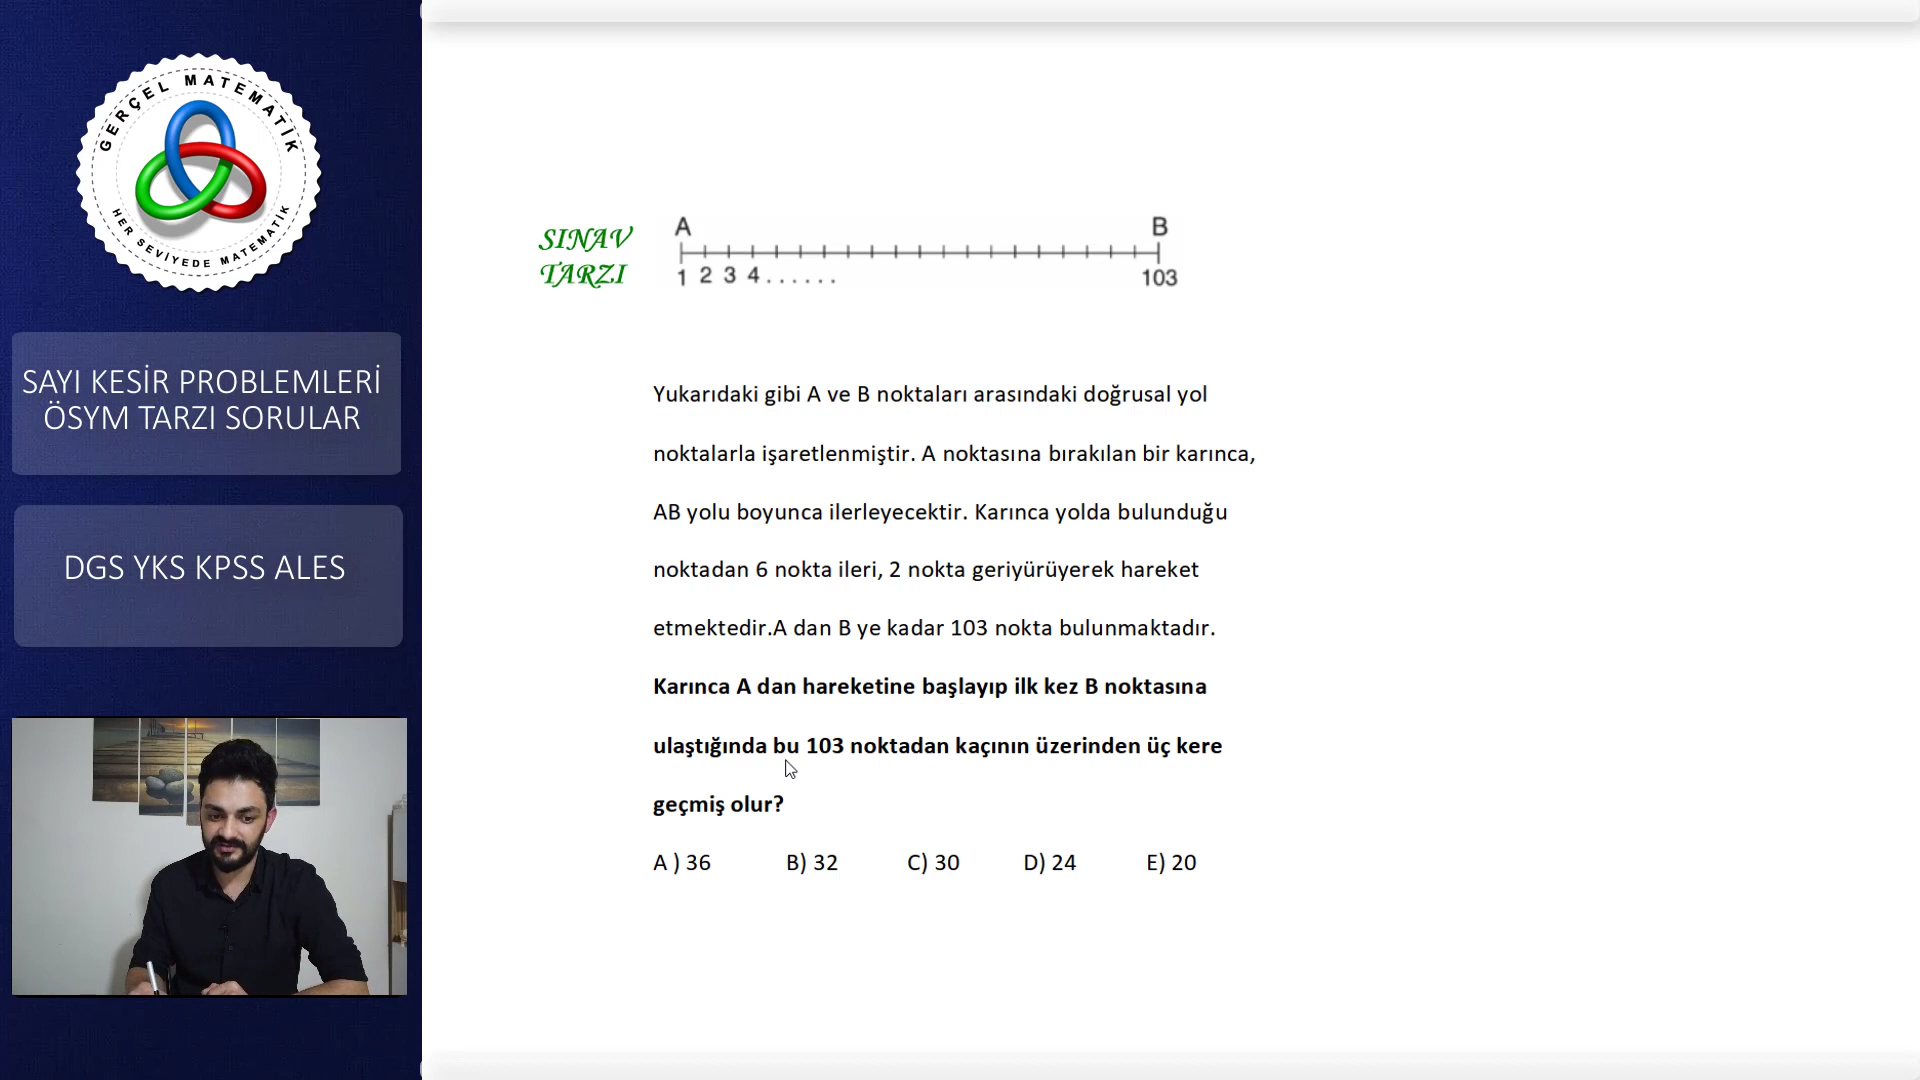 GERÇEL MATEMATİK
HER SEVİYEDE MATEMATİK
SAYI KESİR PROBLEMLERİ
ÖSYM TARZI SORULAR
DGS YKS KPSS ALES
SINAV
TARZI
A B
1 2 3 4 . . . . . . 103
Yukarıdaki gibi A ve B noktaları arasındaki doğrusal yol
noktalarla işaretlenmiştir. A noktasına bırakılan bir karınca,
AB yolu boyunca ilerleyecektir. Karınca yolda bulunduğu
noktadan 6 nokta ileri, 2 nokta geriyürüyerek hareket
etmektedir.A dan B ye kadar 103 nokta bulunmaktadır.
Karınca A dan hareketine başlayıp ilk kez B noktasına
ulaştığında bu 103 noktadan kaçının üzerinden üç kere
geçmiş olur?
A ) 36 B) 32 C) 30 D) 24 E) 20